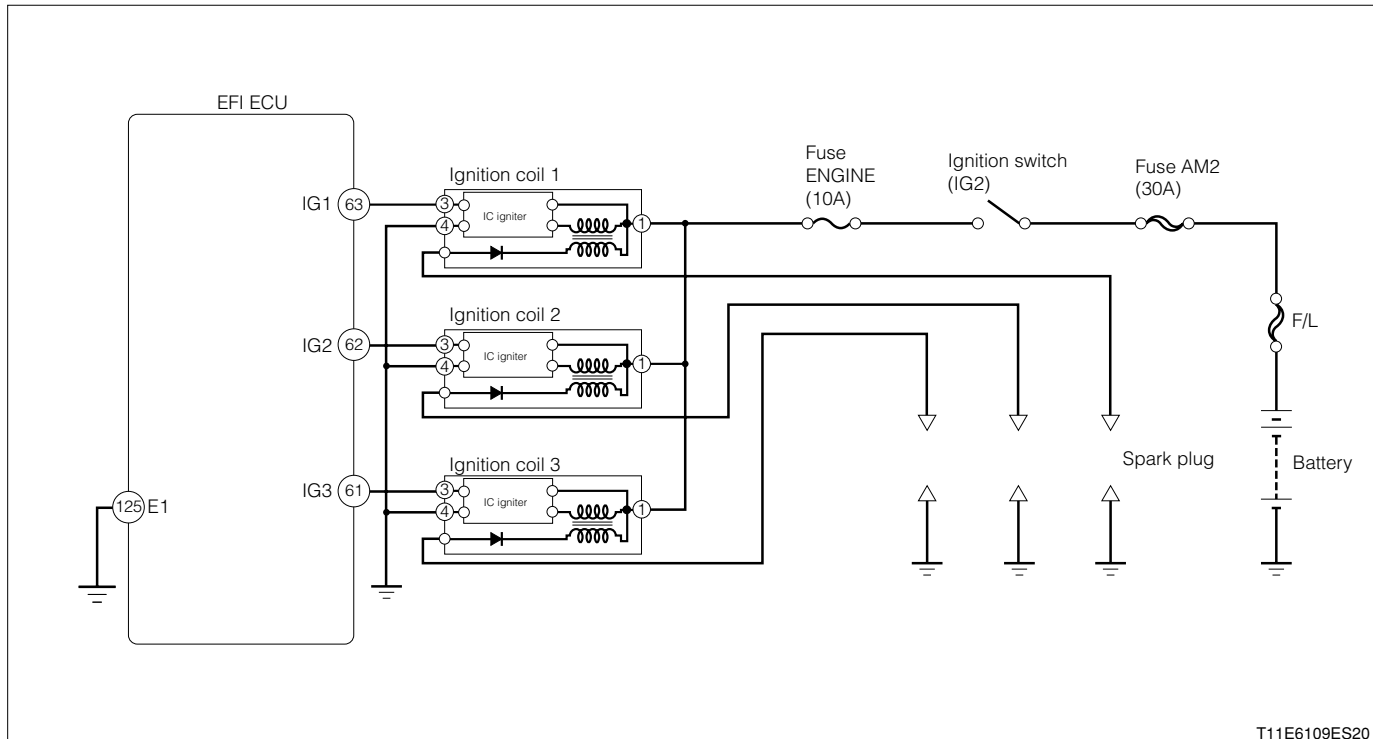 EFI ECU
Ignition coil 1
Fuse
ENGINE
(10A)
Ignition switch
(IG2)
Fuse AM2
(30A)
IG1 63
3
IC igniter
4
1
F/L
Ignition coil 2
IG2 62
3
IC igniter
4
1
Spark plug
Battery
Ignition coil 3
IG3 61
3
IC igniter
4
1
125 E1
T11E6109ES20